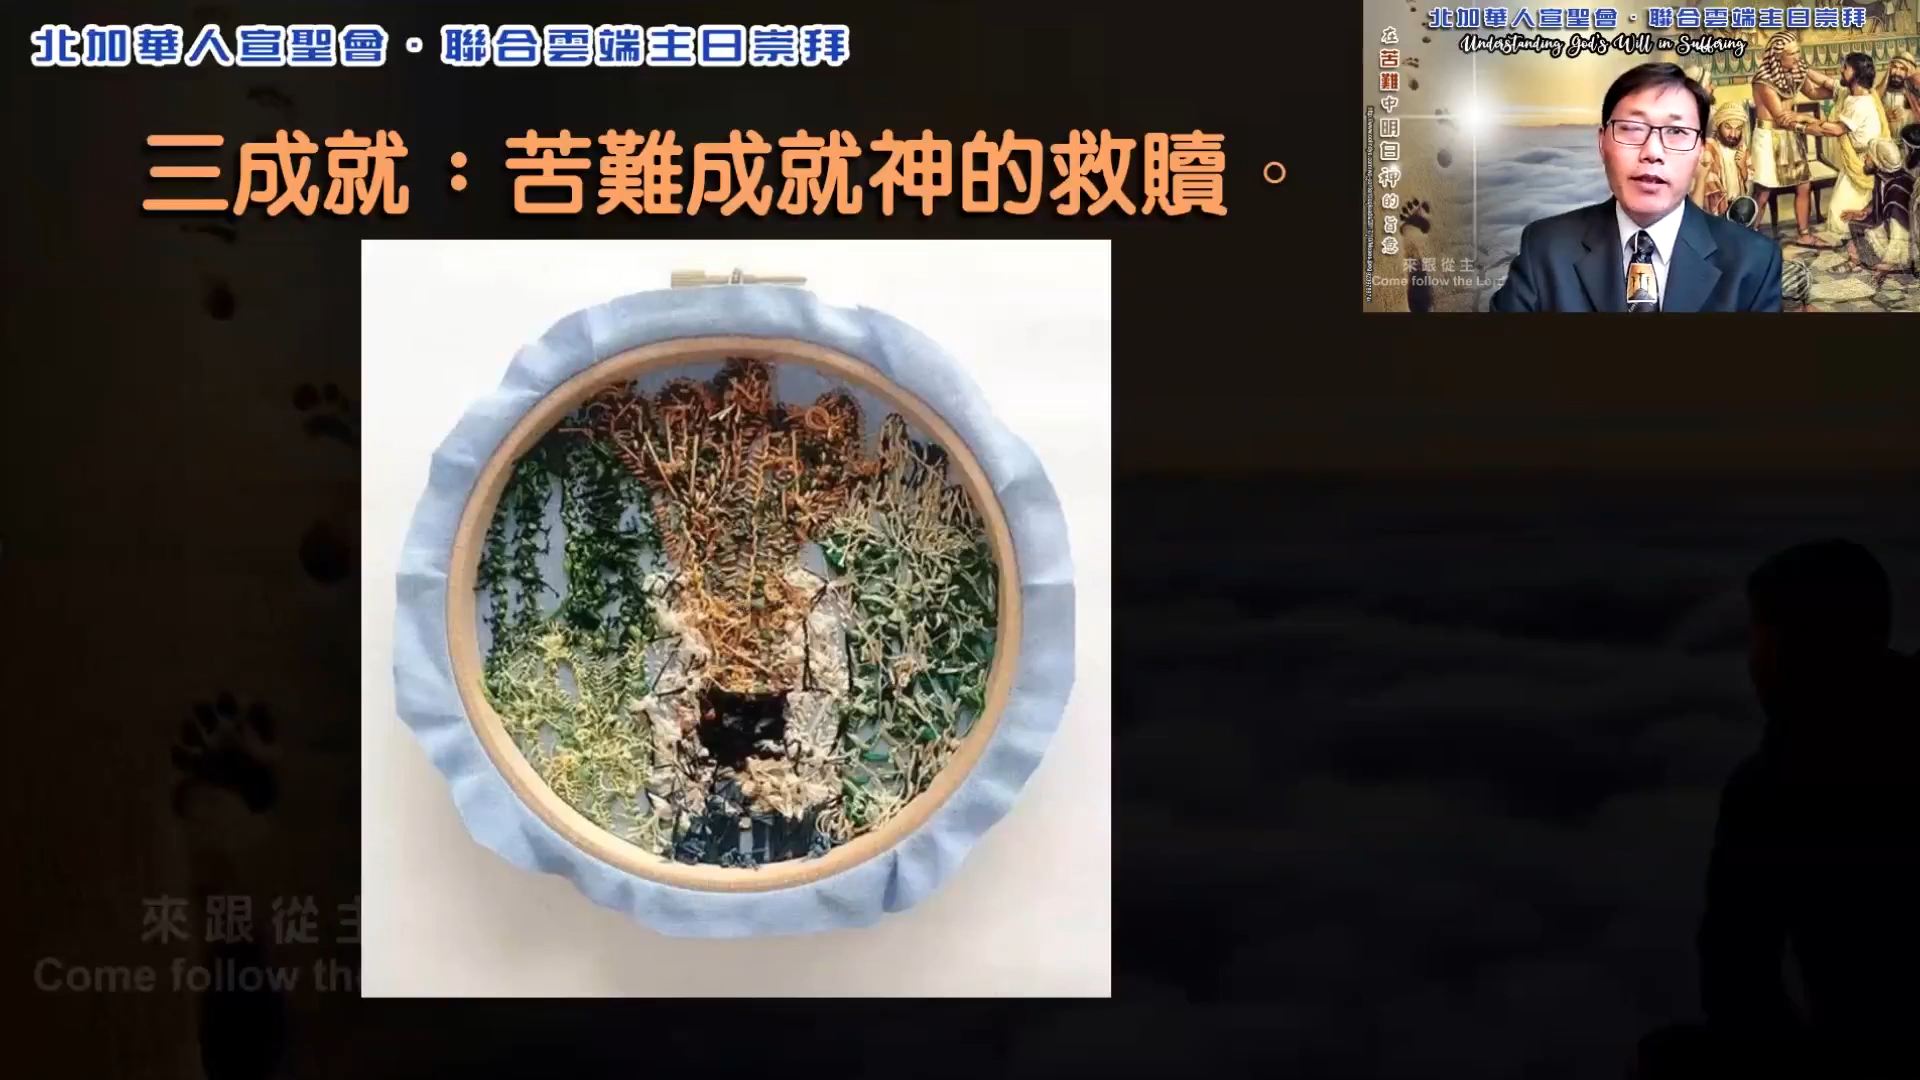 北加華人宣聖會·聯合雲端主日崇拜
三成就：苦難成就神的救贖。
來跟從主
Come follow the
北加華人宣聖會·聯合雲端主日崇拜
Understanding God's Will in Suffering
在苦難中明白神的旨意
來跟從主
Come follow the Lord